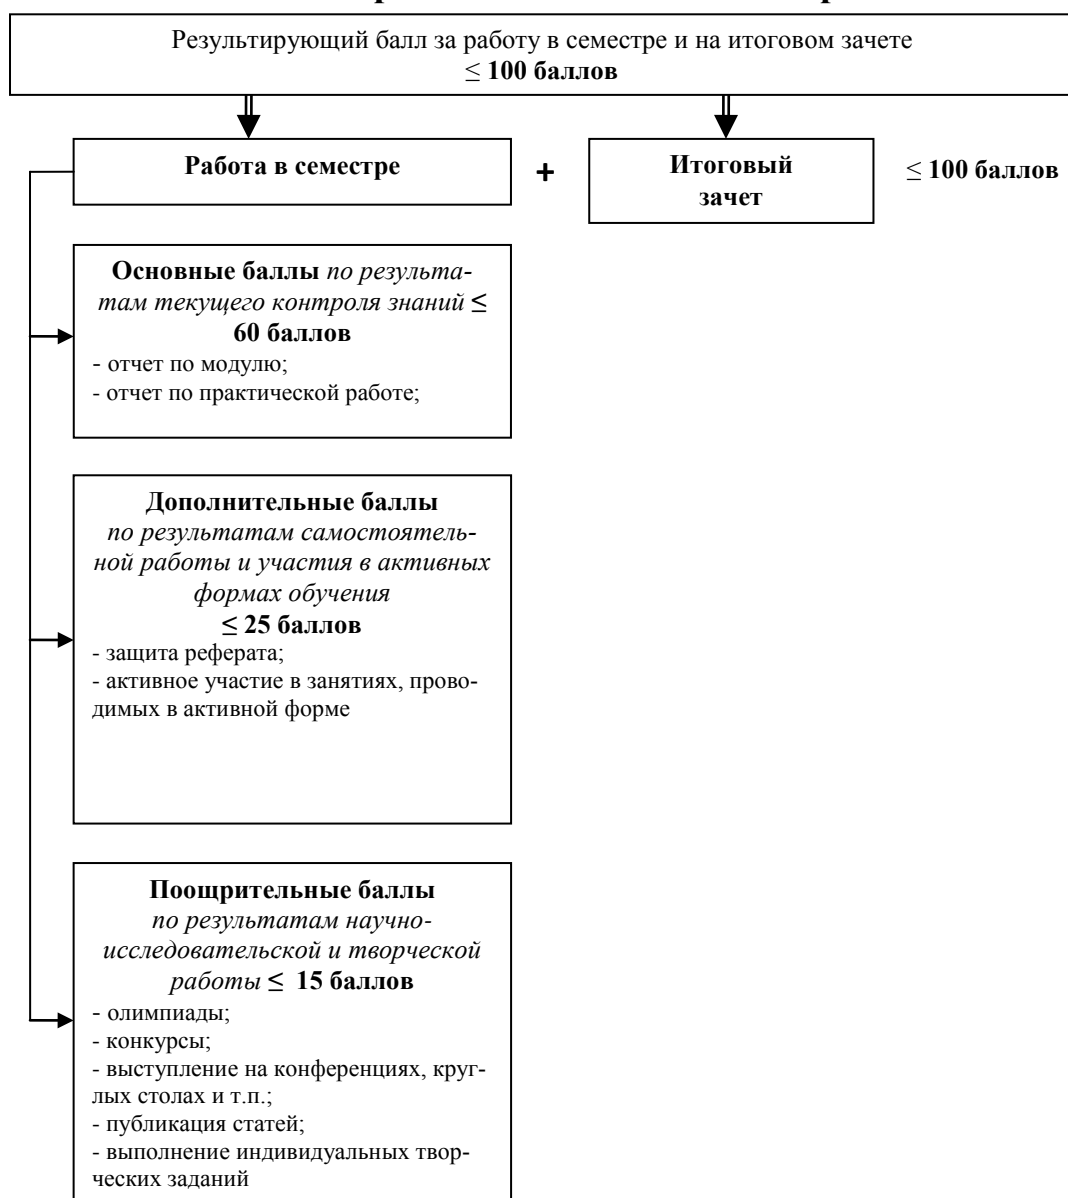 Результирующий балл за работу в семестре и на итоговом зачете
≤ 100 баллов
Работа в семестре
+
Итоговый
зачет
≤ 100 баллов
Основные баллы по результа-
там текущего контроля знаний ≤
60 баллов
- отчет по модулю;
- отчет по практической работе;
Дополнительные баллы
по результатам самостоятель-
ной работы и участия в активных
формах обучения
≤ 25 баллов
- защита реферата;
- активное участие в занятиях, прово-
димых в активной форме
Поощрительные баллы
по результатам научно-
исследовательской и творческой
работы ≤ 15 баллов
- олимпиады;
- конкурсы;
- выступление на конференциях, круг-
лых столах и т.п.;
- публикация статей;
- выполнение индивидуальных твор-
ческих заданий